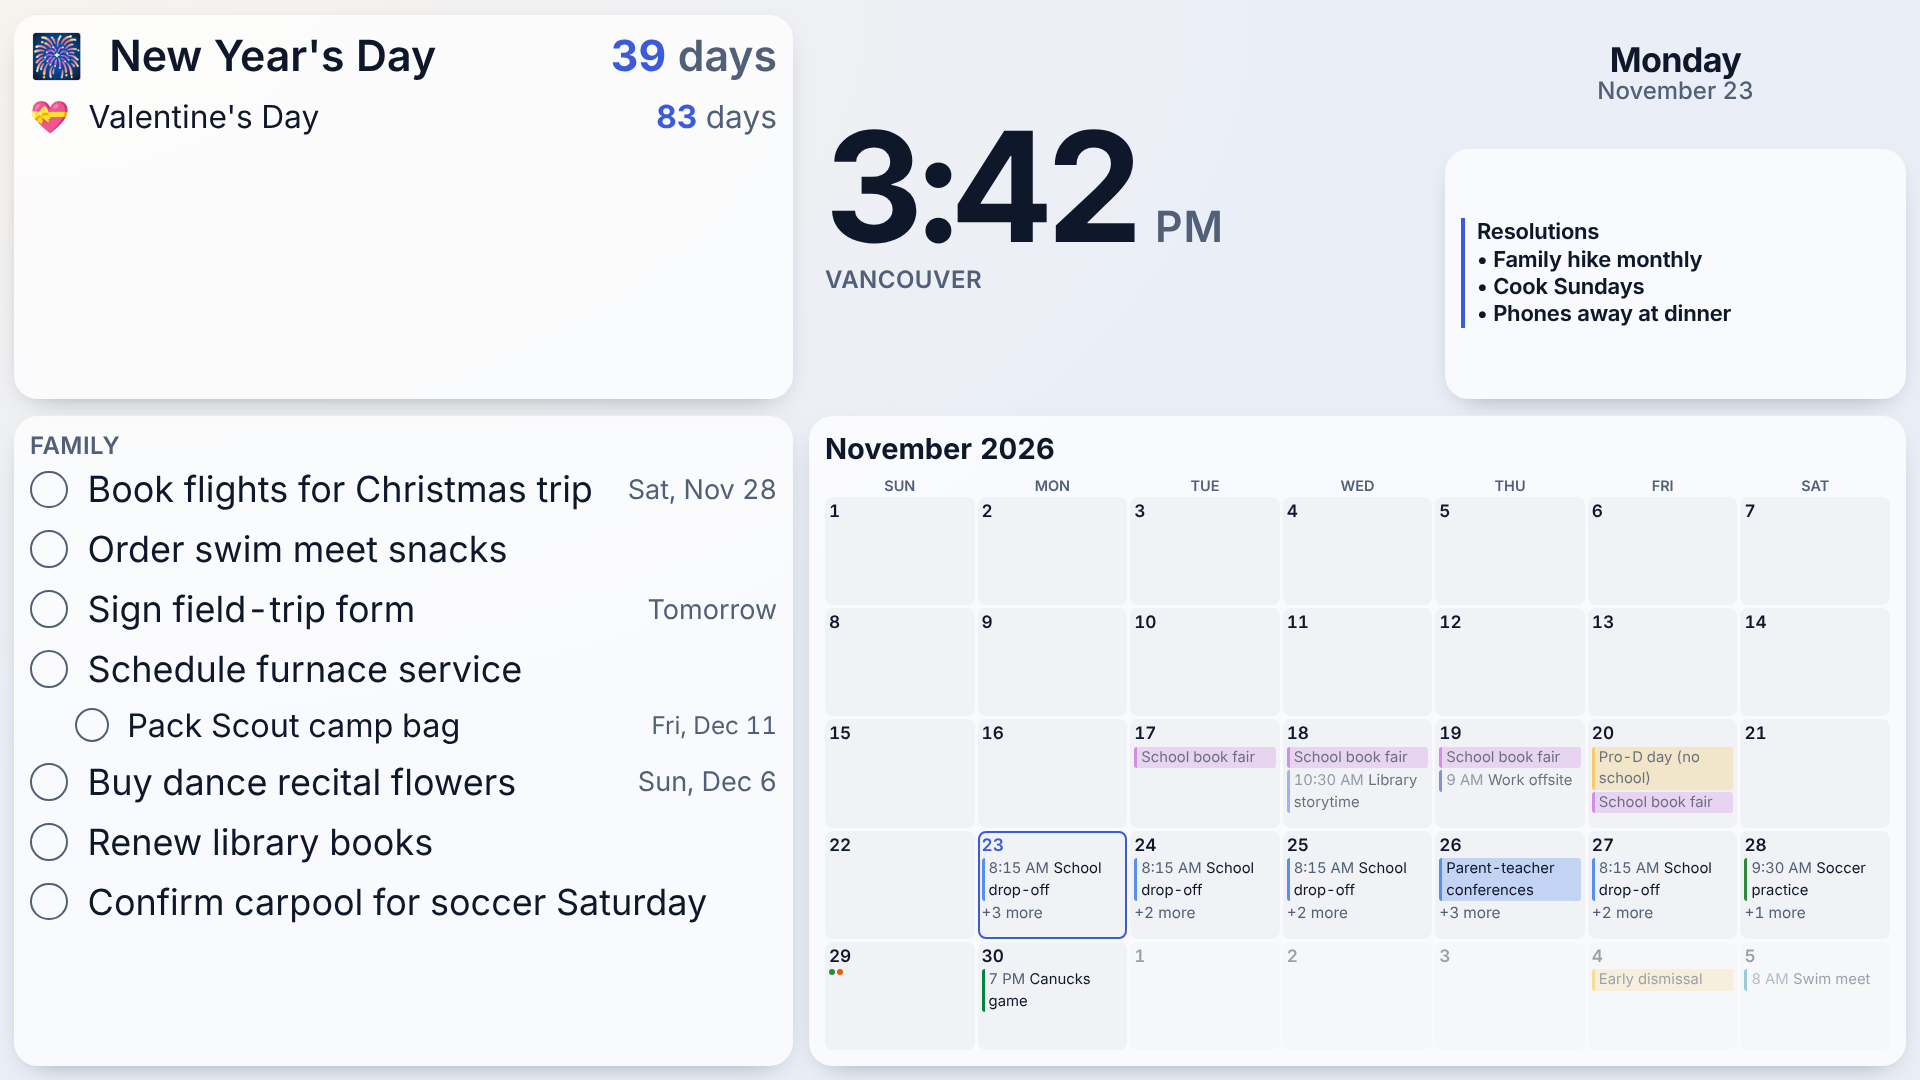 New Year's Day 39 days
Valentine's Day 83 days
3:42 PM
VANCOUVER
Monday
November 23
Resolutions
• Family hike monthly
• Cook Sundays
• Phones away at dinner
FAMILY
Book flights for Christmas trip Sat, Nov 28
Order swim meet snacks
Sign field-trip form Tomorrow
Schedule furnace service
Pack Scout camp bag Fri, Dec 11
Buy dance recital flowers Sun, Dec 6
Renew library books
Confirm carpool for soccer Saturday
November 2026
SUN MON TUE WED THU FRI SAT
1 2 3 4 5 6 7
8 9 10 11 12 13 14
15 16 17 18 19 20 21
School book fair
School book fair
10:30 AM Library
storytime
School book fair
9 AM Work offsite
Pro-D day (no
school)
School book fair
22 23 24 25 26 27 28
8:15 AM School
drop-off
+3 more
8:15 AM School
drop-off
+2 more
8:15 AM School
drop-off
+2 more
Parent-teacher
conferences
+3 more
8:15 AM School
drop-off
+2 more
9:30 AM Soccer
practice
+1 more
29 30 1 2 3 4 5
7 PM Canucks
game
Early dismissal
8 AM Swim meet